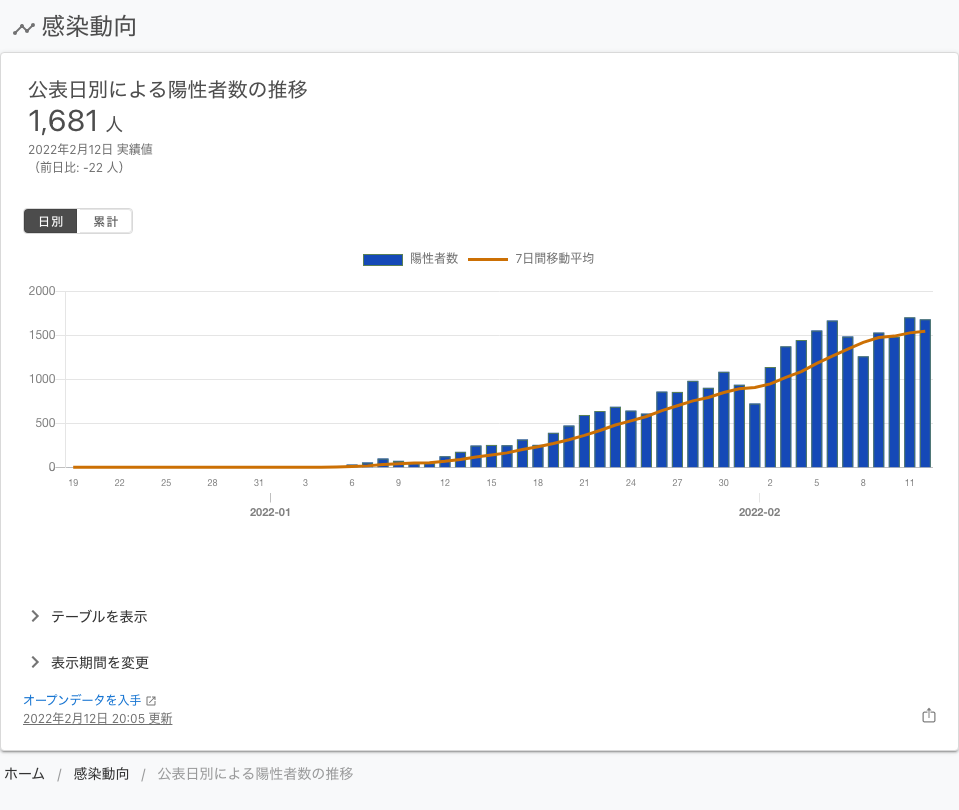 感染動向
公表日別による陽性者数の推移
1,681 人
2022年2月12日 実績値
（前日比: -22 人）
日別 累計
陽性者数 7日間移動平均
2000
1500
1000
500
0
19 22 25 28 31 3 6 9 12 15 18 21 24 27 30 2 5 8 11
2022-01 2022-02
テーブルを表示
表示期間を変更
オープンデータを入手
2022年2月12日 20:05 更新
ホーム / 感染動向 / 公表日別による陽性者数の推移